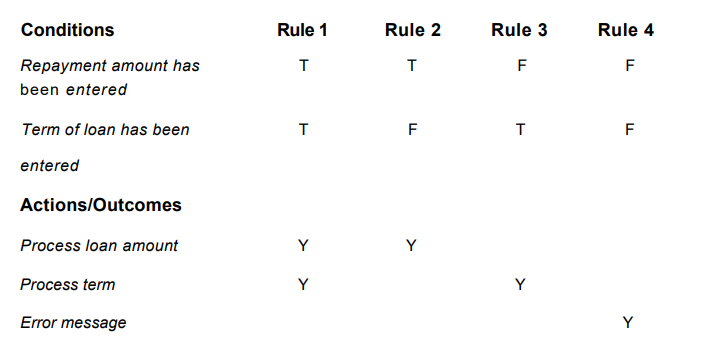 Conditions Rule 1 Rule 2 Rule 3 Rule 4
Repayment amount has T T F F
been entered
Term of loan has been T F T F
entered
Actions/Outcomes
Process loan amount Y Y
Process term Y Y
Error message Y